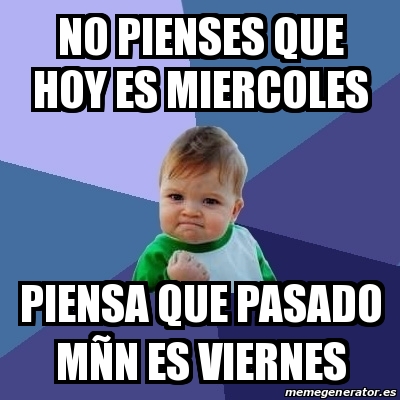 NO PIENSES QUE
HOY ES MIERCOLES
PIENSA QUE PASADO
MÑN ES VIERNES
memegenerator.es